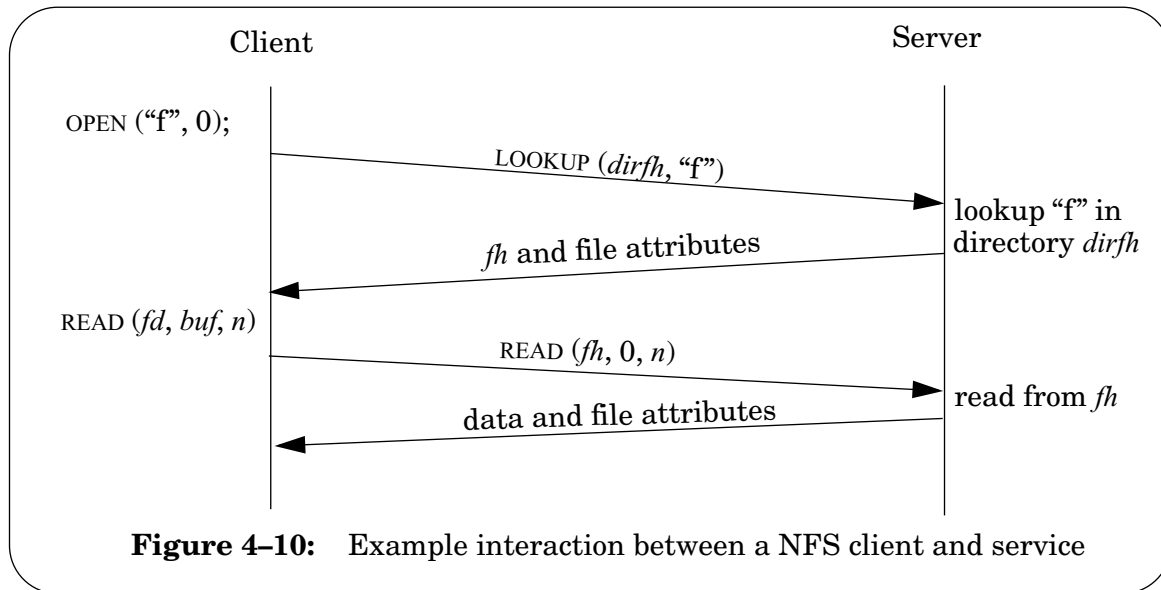 Client
Server
OPEN (“f”, 0);
LOOKUP (dirfh, “f”)
lookup “f” in
directory dirfh
fh and file attributes
READ (fd, buf, n)
READ (fh, 0, n)
read from fh
data and file attributes
Figure 4–10: Example interaction between a NFS client and service